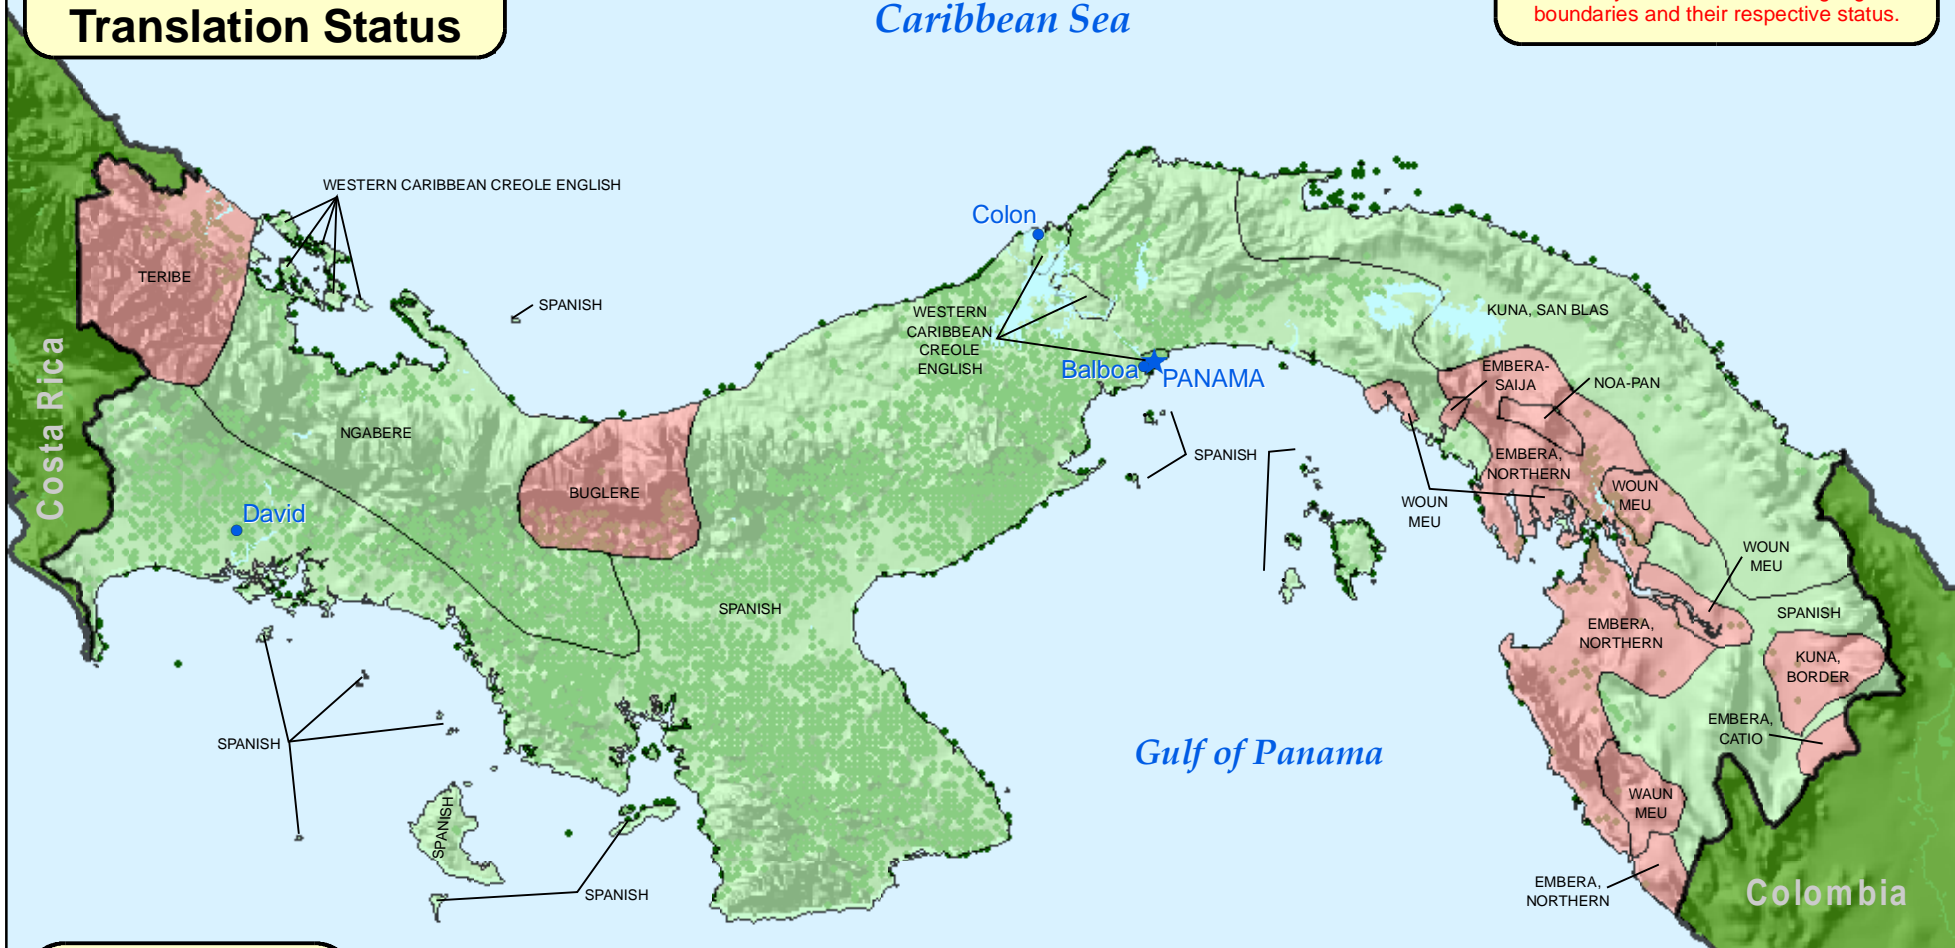 Translation Status
Caribbean Sea
boundaries and their respective status.
WESTERN CARIBBEAN CREOLE ENGLISH
Colon
TERIBE
SPANISH
WESTERN
CARIBBEAN
CREOLE
ENGLISH
KUNA, SAN BLAS
Balboa
PANAMA
EMBERA-
SAIJA
NOA-PAN
Costa Rica
NGABERE
SPANISH
EMBERA,
NORTHERN
BUGLERE
WOUN
MEU
WOUN
MEU
David
WOUN
MEU
SPANISH
SPANISH
EMBERA,
NORTHERN
KUNA,
BORDER
SPANISH
EMBERA,
CATIO
Gulf of Panama
SPANISH
WAUN
MEU
SPANISH
EMBERA,
NORTHERN
Colombia